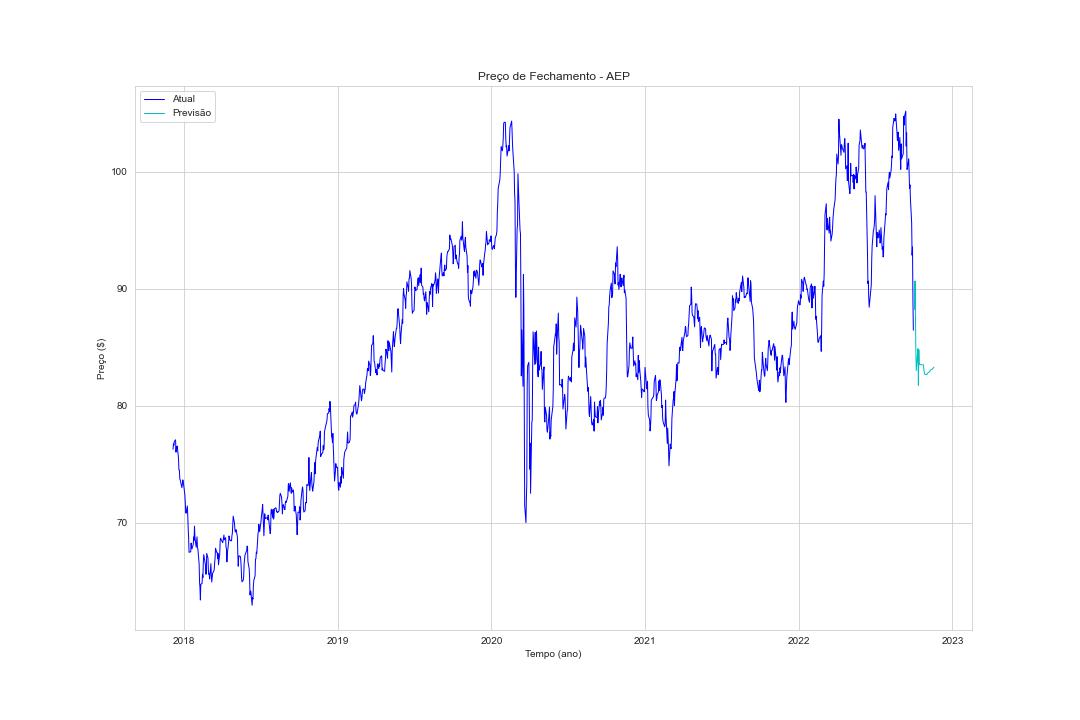 Preço de Fechamento - AEP
Atual
Previsão
100
90
80
70
Preço ($)
2018 2019 2020 2021 2022 2023
Tempo (ano)